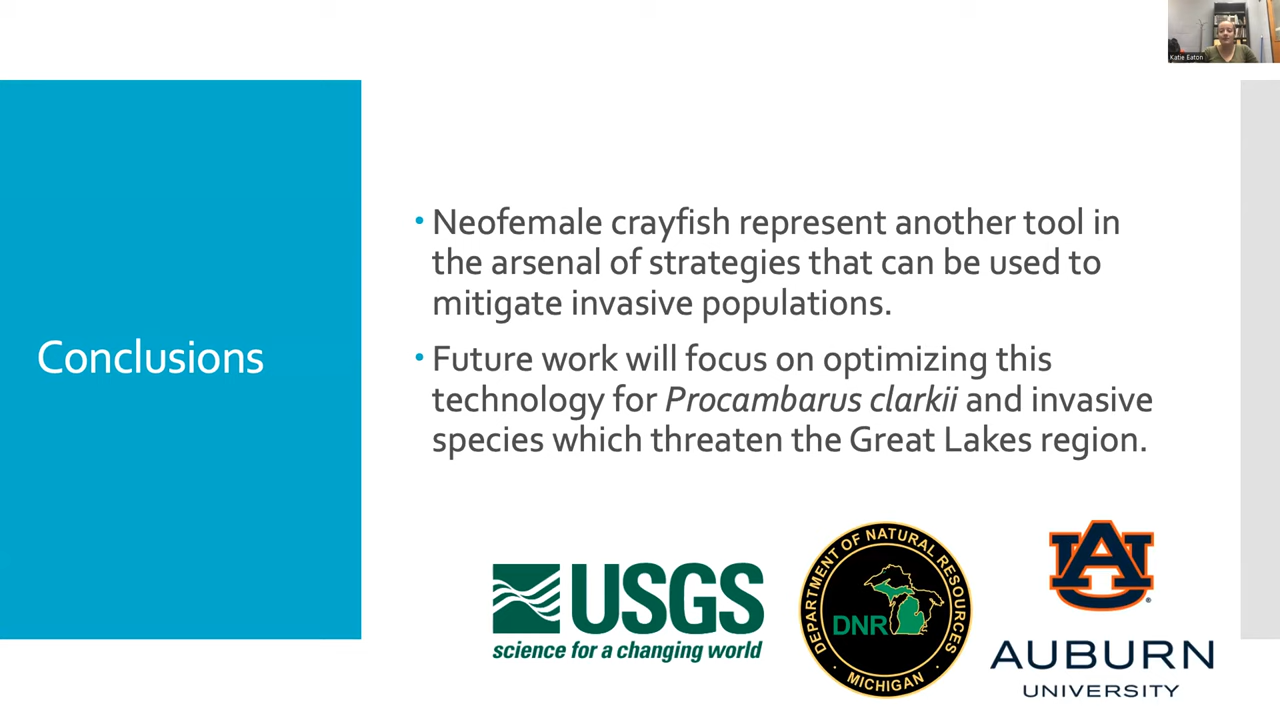 Katie Eaton
Conclusions
• Neofemale crayfish represent another tool in
the arsenal of strategies that can be used to
mitigate invasive populations.
• Future work will focus on optimizing this
technology for Procambarus clarkii and invasive
species which threaten the Great Lakes region.
USGS
science for a changing world
DEPARTMENT OF NATURAL RESOURCES
DNR
MICHIGAN
AU
®
AUBURN
UNIVERSITY